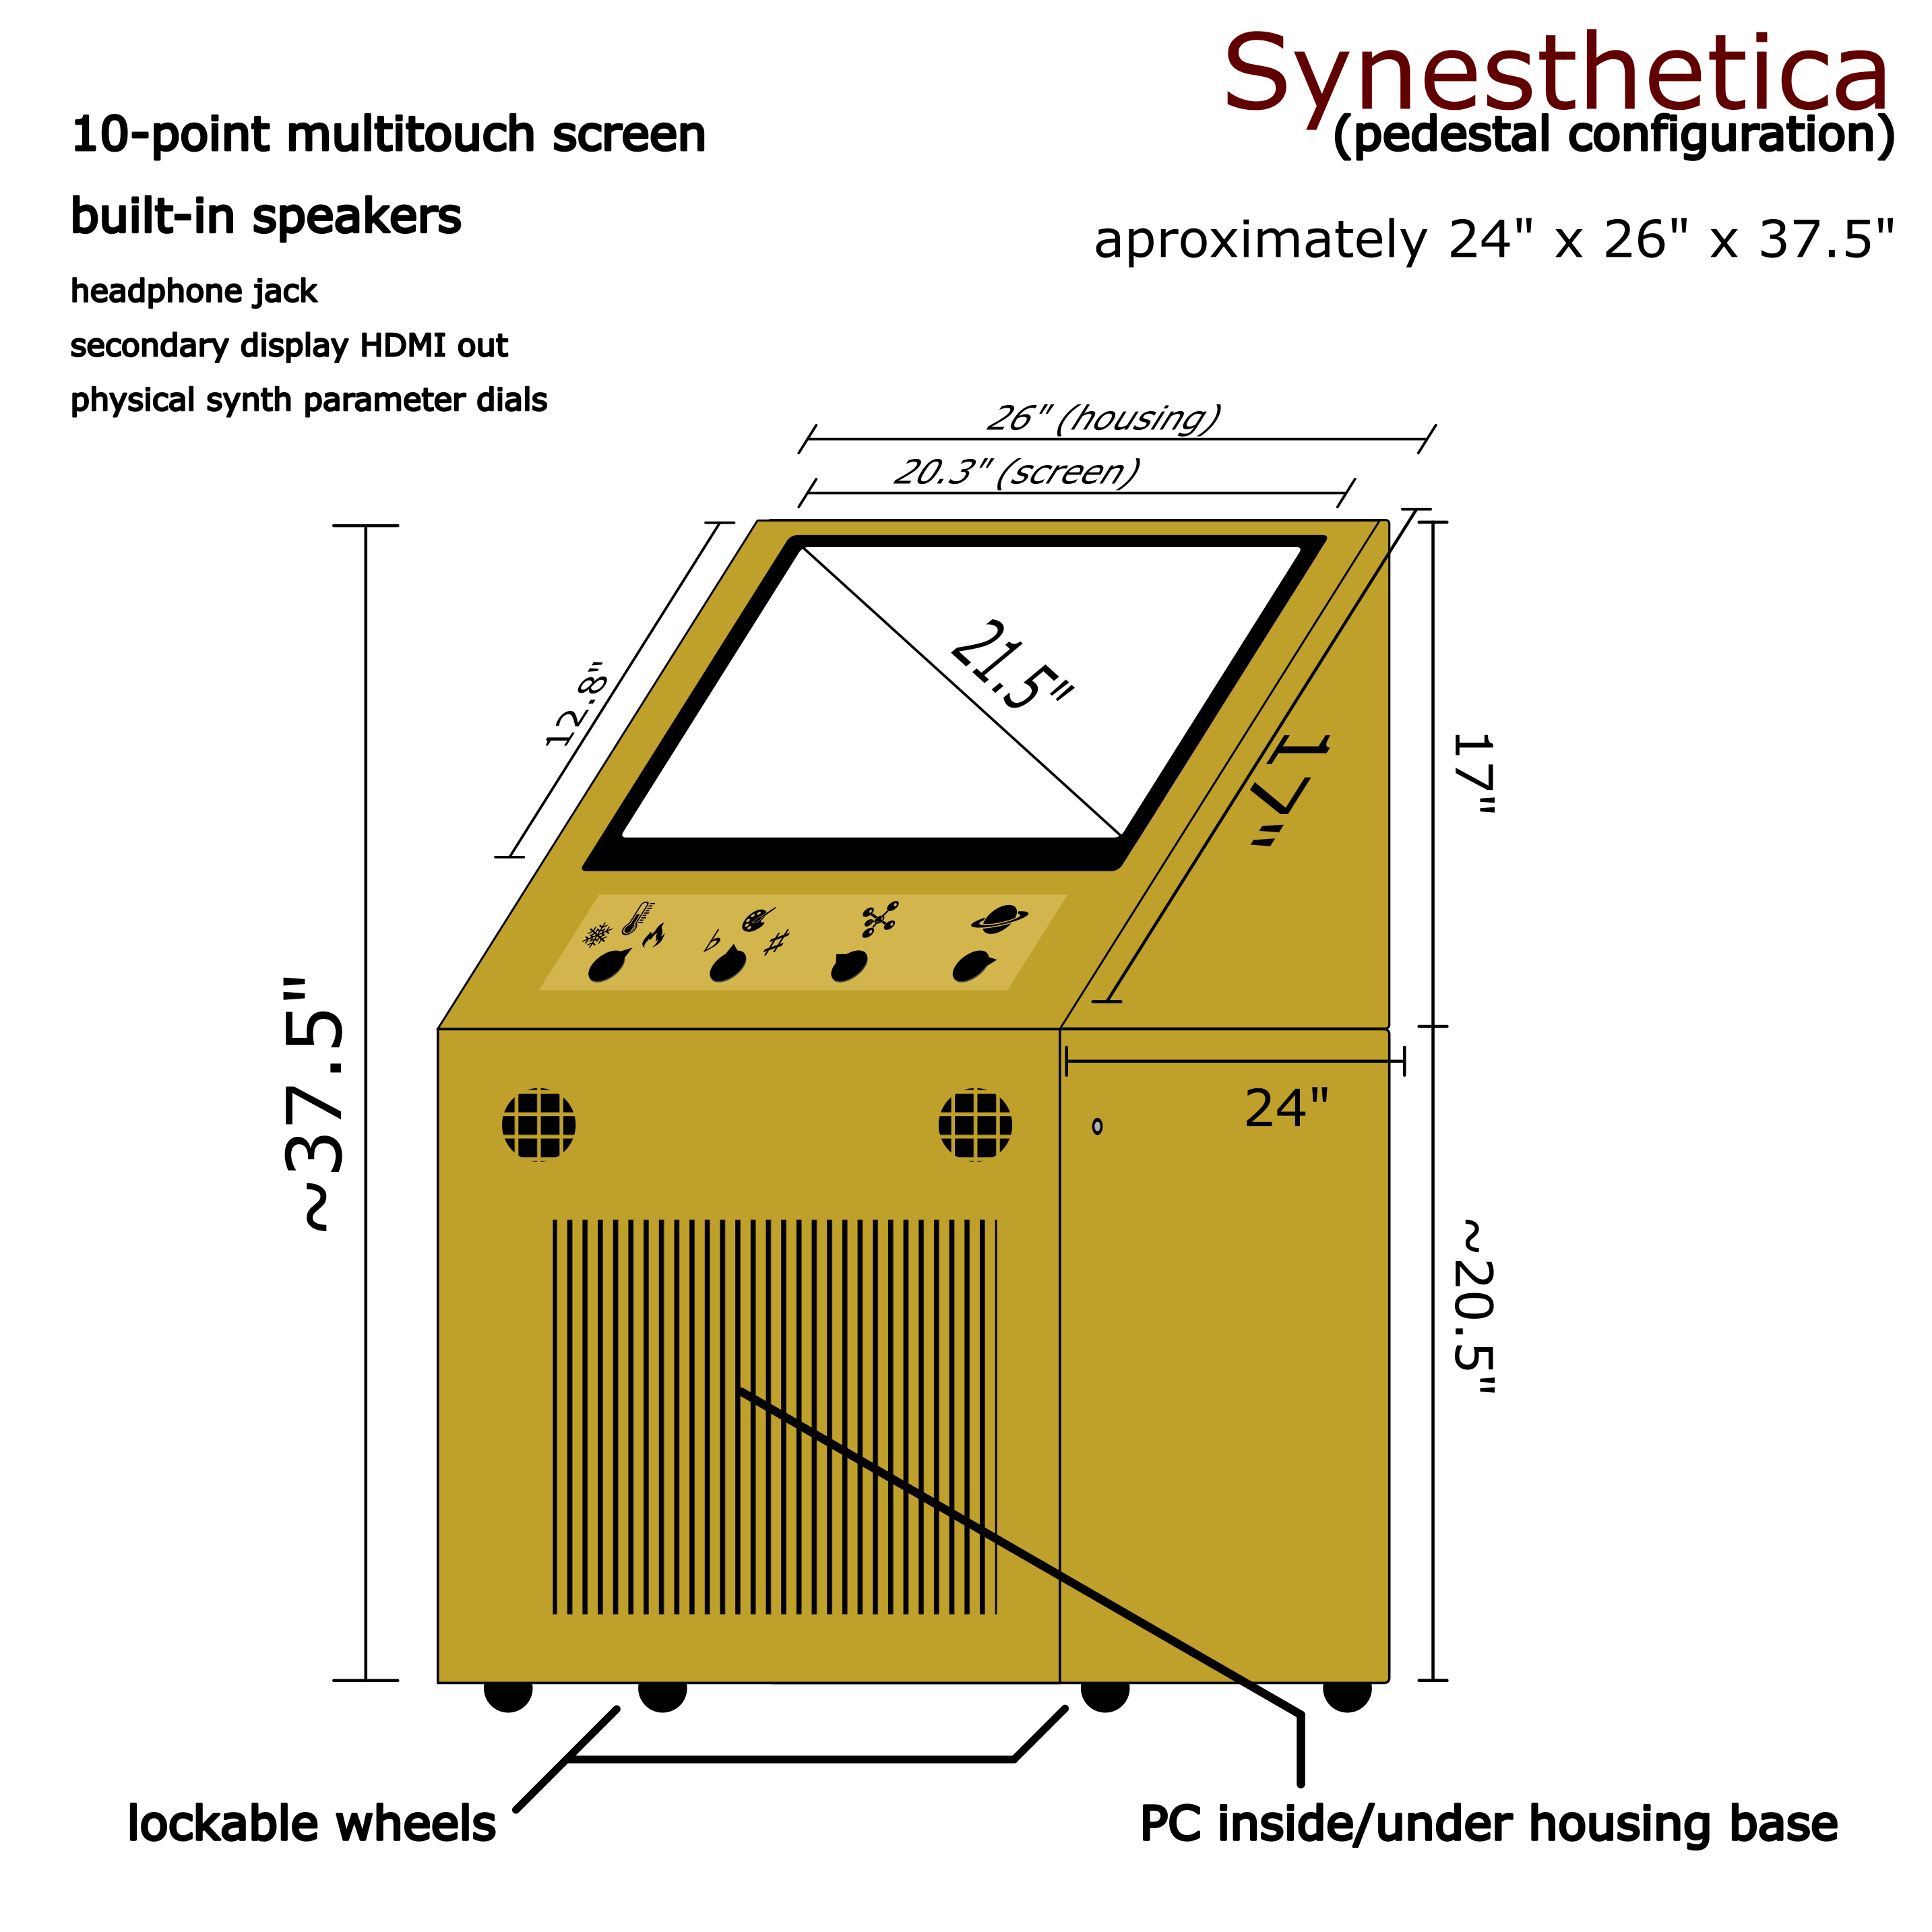 Synesthetica
(pedestal configuration)
aproximately 24" x 26" x 37.5"
10-point multitouch screen
built-in speakers
headphone jack
secondary display HDMI out
physical synth parameter dials
26" (housing)
20.3" (screen)
12.8"
21.5"
17"
17"
♭ ♯
~37.5"
24"
~20.5"
lockable wheels
PC inside/under housing base